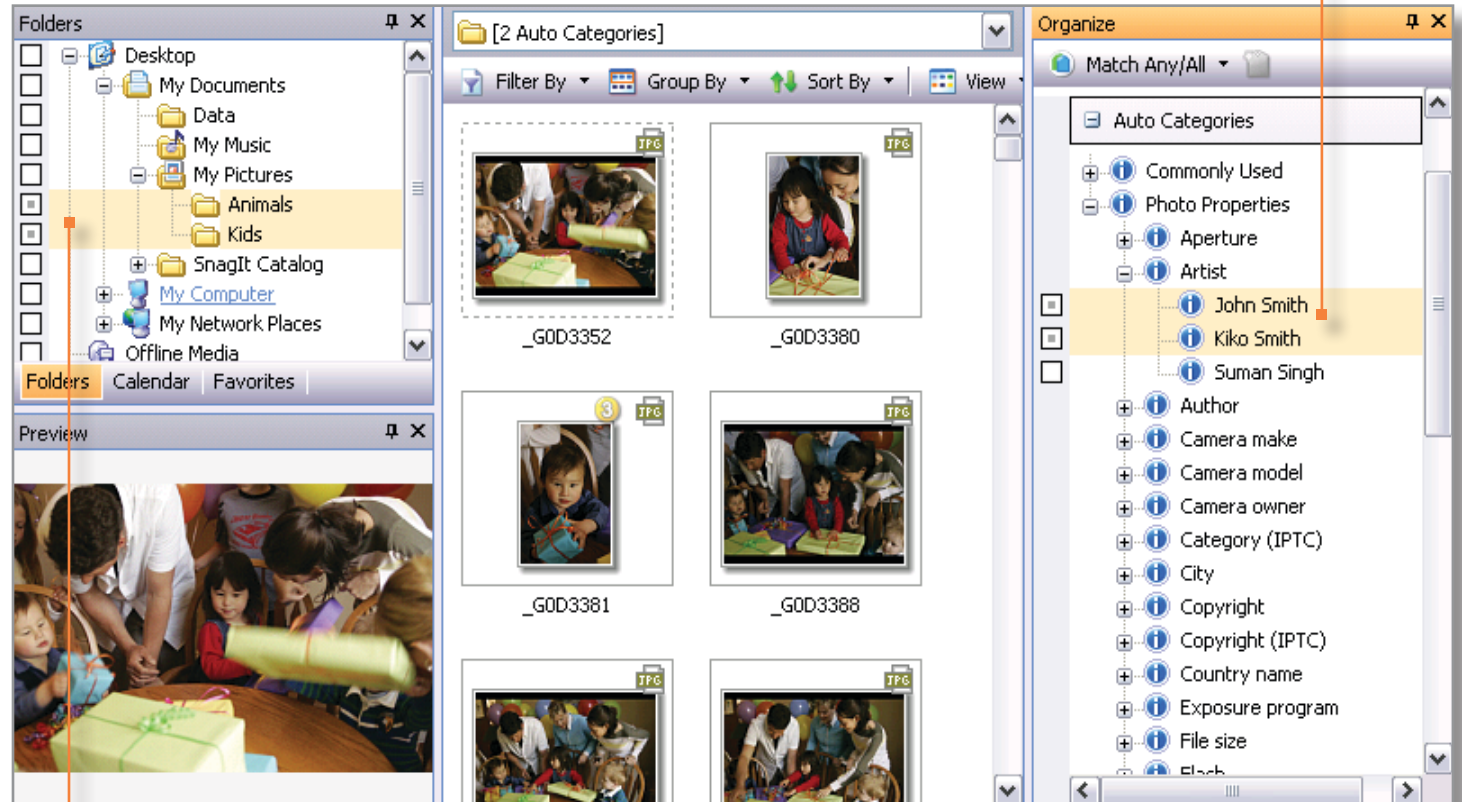 Folders
Desktop
My Documents
Data
My Music
My Pictures
Animals
Kids
SnagIt Catalog
My Computer
My Network Places
Offline Media
Folders Calendar Favorites
Preview
[2 Auto Categories]
Filter By Group By Sort By View
JPG
JPG
_G0D3352
_G0D3380
3
JPG
JPG
_G0D3381
_G0D3388
JPG
JPG
Organize
Match Any/All
Auto Categories
Commonly Used
Photo Properties
Aperture
Artist
John Smith
Kiko Smith
Suman Singh
Author
Camera make
Camera model
Camera owner
Category (IPTC)
City
Copyright
Copyright (IPTC)
Country name
Exposure program
File size
Flash